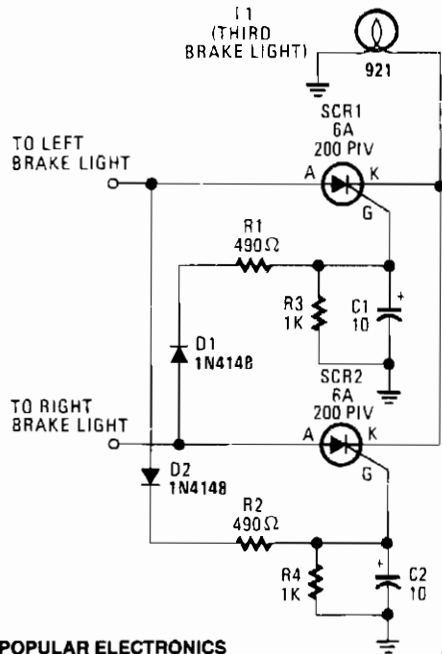 I1
(THIRD
BRAKE LIGHT)
921
SCR1
6A
200 PIV
TO LEFT
BRAKE LIGHT
A
K
G
R1
490Ω
R3
1K
C1
10
+
D1
1N4148
SCR2
6A
200 PIV
TO RIGHT
BRAKE LIGHT
A
K
G
D2
1N4148
R2
490Ω
R4
1K
+
C2
10
POPULAR ELECTRONICS